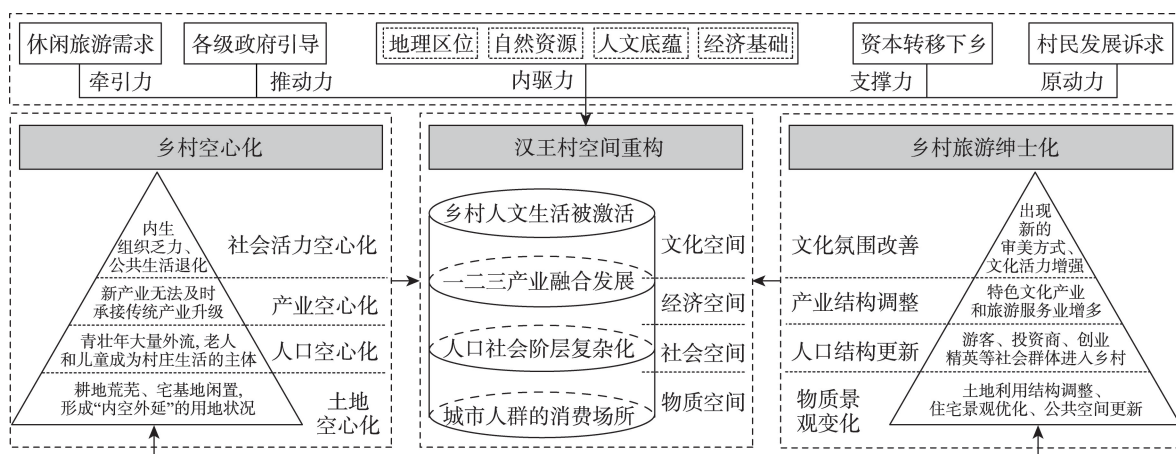 休闲旅游需求
各级政府引导
地理区位
自然资源
人文底蕴
经济基础
资本转移下乡
村民发展诉求
牵引力
推动力
内驱力
支撑力
原动力
乡村空心化
内生
组织乏力、
公共生活退化
社会活力空心化
新产业无法及时
承接传统产业升级
产业空心化
青壮年大量外流, 老人
和儿童成为村庄生活的主体
人口空心化
耕地荒芜、宅基地闲置,
形成“内空外延”的用地状况
土地
空心化
汉王村空间重构
乡村人文生活被激活
文化空间
一二三产业融合发展
经济空间
人口社会阶层复杂化
社会空间
城市人群的消费场所
物质空间
乡村旅游绅士化
文化氛围改善
出现
新的
审美方式、
文化活力增强
产业结构调整
特色文化产业
和旅游服务业增多
人口结构更新
游客、投资商、创业
精英等社会群体进入乡村
物质景
观变化
土地利用结构调整、
住宅景观优化、公共空间更新